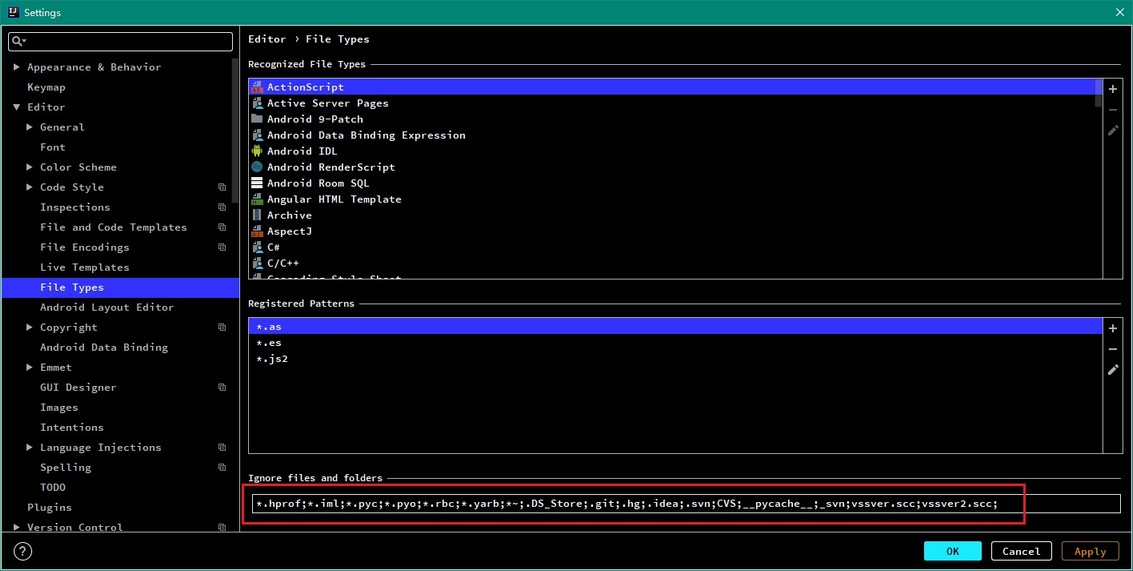 Settings
Appearance & Behavior
Keymap
Editor
General
Font
Color Scheme
Code Style
Inspections
File and Code Templates
File Encodings
Live Templates
File Types
Android Layout Editor
Copyright
Android Data Binding
Emmet
GUI Designer
Images
Intentions
Language Injections
Spelling
TODO
Plugins
Version Control
Editor › File Types
Recognized File Types
ActionScript
Active Server Pages
Android 9-Patch
Android Data Binding Expression
Android IDL
Android RenderScript
Android Room SQL
Angular HTML Template
Archive
AspectJ
C#
C/C++
Cascading Style Sheet
Registered Patterns
*.as
*.es
*.js2
Ignore files and folders
*.hprof;*.iml;*.pyc;*.pyo;*.rbc;*.yarb;*~;.DS_Store;.git;.hg;.idea;.svn;CVS;__pycache__;_svn;vssver.scc;vssver2.scc;
?
OK
Cancel
Apply